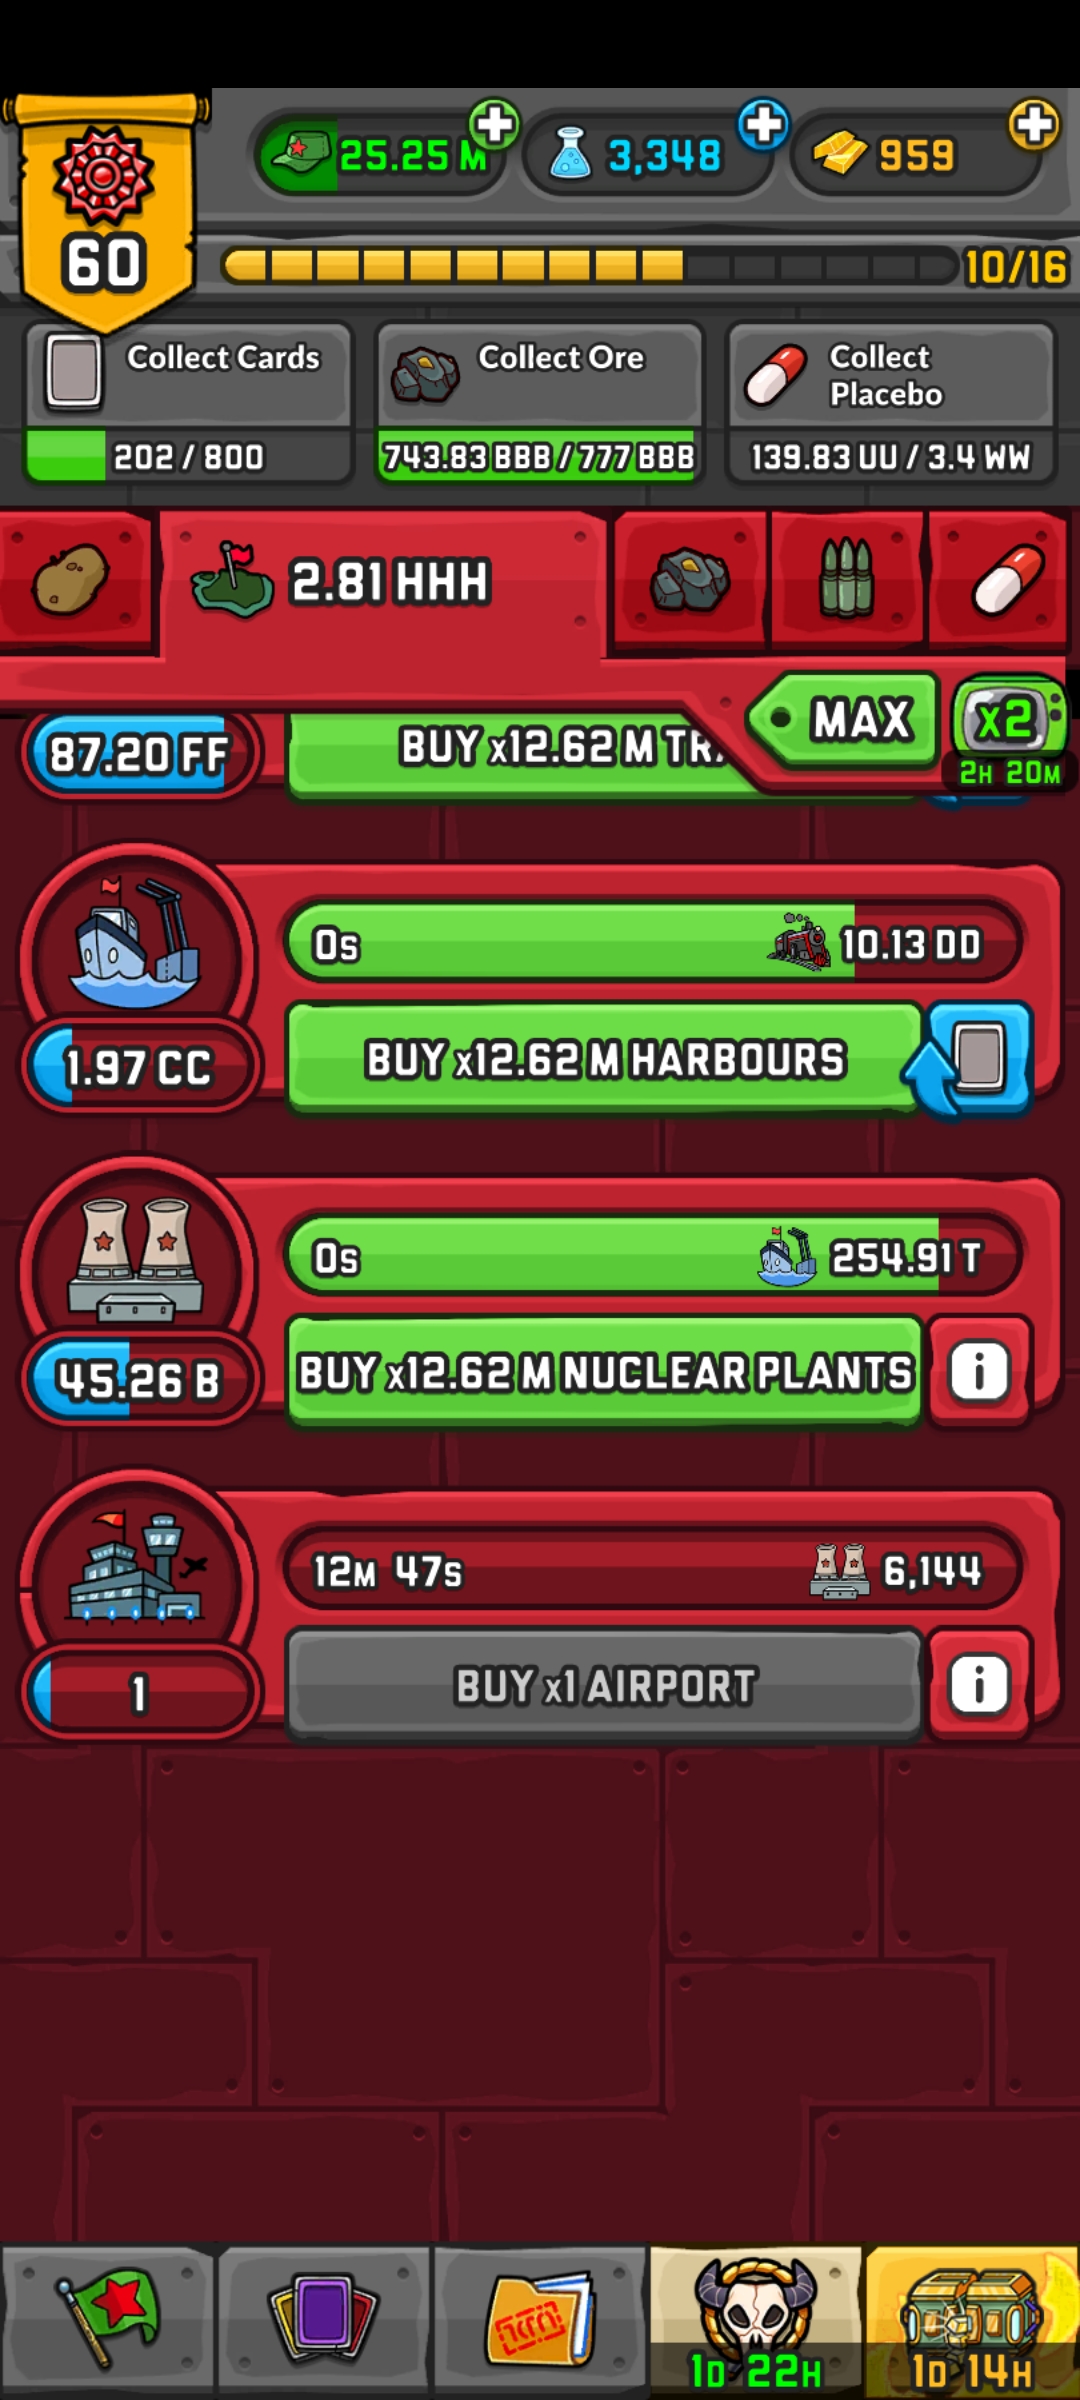 60
25.25 M
3,348
959
10/16
Collect Cards
202 / 800
Collect Ore
743.83 BBB / 777 BBB
Collect
Placebo
139.83 UU / 3.4 WW
2.81 HHH
MAX
x2
2H 20M
87.20 FF
BUY x12.62 M
0s
10.13 DD
1.97 CC
BUY x12.62 M HARBOURS
0s
254.91 T
45.26 B
BUY x12.62 M NUCLEAR PLANTS
i
12M 47s
6,144
1
BUY x1 AIRPORT
i
1D 22H
1D 14H